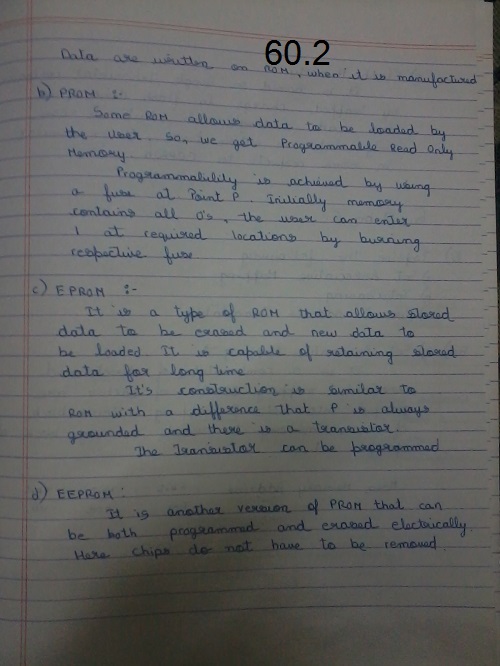 60.2
Data are written on ROM, when it is manufactured
b) PROM :-
Some ROM allows data to be loaded by
the user. So, we get Programmable Read Only
Memory.
Programmability is achieved by using
a fuse at Point P. Initially memory
contains all 0's, the user can enter
1 at required locations by burning
respective fuse
c) EPROM :-
It is a type of ROM that allows stored
data to be erased and new data to
be loaded It is capable of retaining stored
data for long time
It's construction is similar to
ROM with a difference that P is always
grounded and there is a transistor.
The Transistor can be programmed
d) EEPROM :
It is another version of PROM that can
be both programmed and erased electrically
Here chips do not have to be removed.